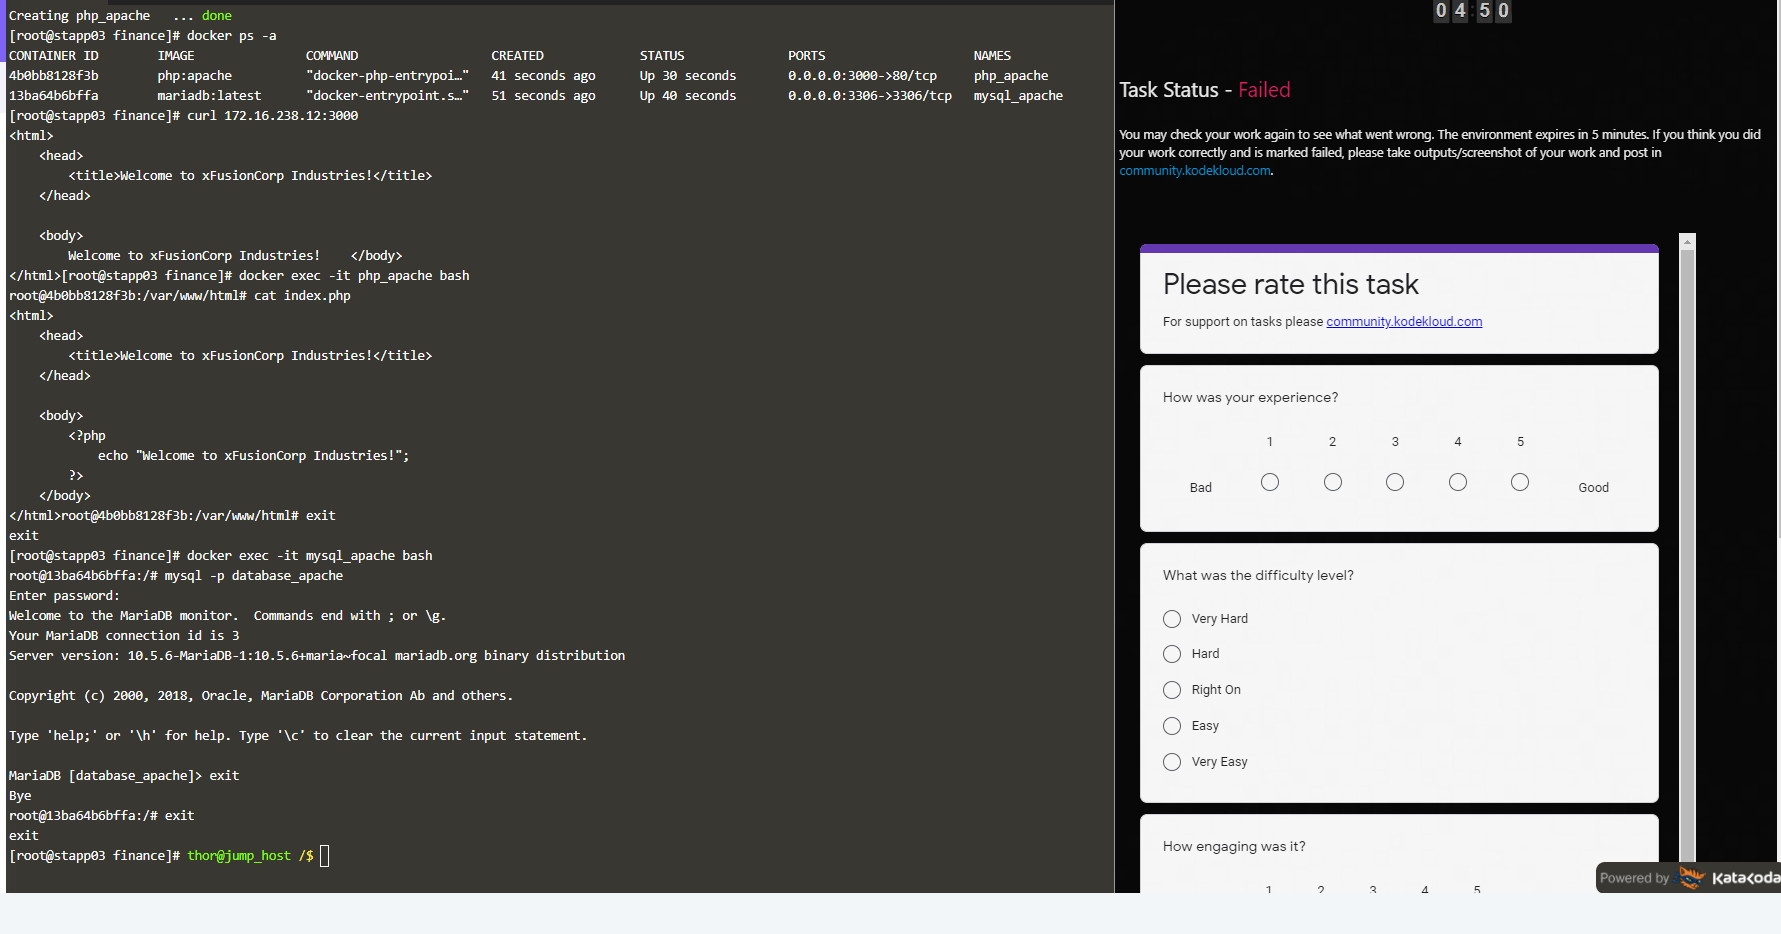 Creating php_apache   ... done
[root@stapp03 finance]# docker ps -a
CONTAINER ID        IMAGE               COMMAND                  CREATED             STATUS              PORTS                    NAMES
4b0bb8128f3b        php:apache          "docker-php-entrypoi…"   41 seconds ago      Up 30 seconds       0.0.0.0:3000->80/tcp     php_apache
13ba64b6bffa        mariadb:latest      "docker-entrypoint.s…"   51 seconds ago      Up 40 seconds       0.0.0.0:3306->3306/tcp   mysql_apache
[root@stapp03 finance]# curl 172.16.238.12:3000
<html>
    <head>
        <title>Welcome to xFusionCorp Industries!</title>
    </head>
    <body>
        Welcome to xFusionCorp Industries!    </body>
</html>[root@stapp03 finance]# docker exec -it php_apache bash
root@4b0bb8128f3b:/var/www/html# cat index.php
<html>
    <head>
        <title>Welcome to xFusionCorp Industries!</title>
    </head>
    <body>
        <?php
            echo "Welcome to xFusionCorp Industries!";
        ?>
    </body>
</html>root@4b0bb8128f3b:/var/www/html# exit
exit
[root@stapp03 finance]# docker exec -it mysql_apache bash
root@13ba64b6bffa:/# mysql -p database_apache
Enter password:
Welcome to the MariaDB monitor.  Commands end with ; or \g.
Your MariaDB connection id is 3
Server version: 10.5.6-MariaDB-1:10.5.6+maria~focal mariadb.org binary distribution
Copyright (c) 2000, 2018, Oracle, MariaDB Corporation Ab and others.
Type 'help;' or '\h' for help. Type '\c' to clear the current input statement.
MariaDB [database_apache]> exit
Bye
root@13ba64b6bffa:/# exit
exit
[root@stapp03 finance]# thor@jump_host /$
04:50
Task Status - Failed
You may check your work again to see what went wrong. The environment expires in 5 minutes. If you think you did
your work correctly and is marked failed, please take outputs/screenshot of your work and post in
community.kodekloud.com.
Please rate this task
For support on tasks please community.kodekloud.com
How was your experience?
1 2 3 4 5
Bad Good
What was the difficulty level?
Very Hard
Hard
Right On
Easy
Very Easy
How engaging was it?
1 2 3 4 5
Powered by Katacoda